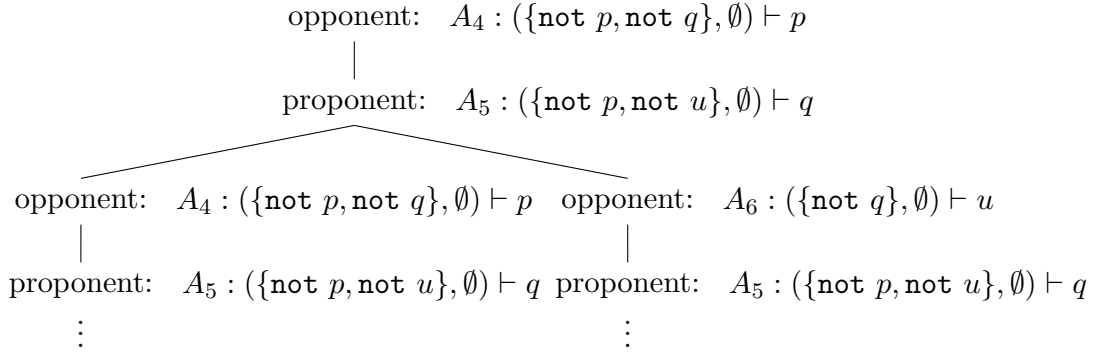 opponent: A₄ : ({not p, not q}, ∅) ⊢ p
proponent: A₅ : ({not p, not u}, ∅) ⊢ q
opponent: A₄ : ({not p, not q}, ∅) ⊢ p opponent: A₆ : ({not q}, ∅) ⊢ u
proponent: A₅ : ({not p, not u}, ∅) ⊢ q proponent: A₅ : ({not p, not u}, ∅) ⊢ q
⋮ ⋮